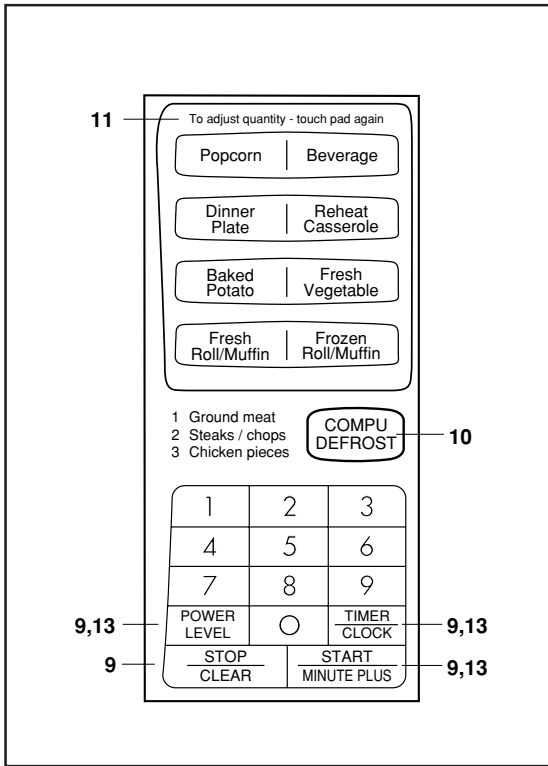 11 To adjust quantity - touch pad again
Popcorn Beverage
Dinner Reheat
Plate Casserole
Baked Fresh
Potato Vegetable
Fresh Frozen
Roll/Muffin Roll/Muffin
1 Ground meat
2 Steaks / chops
3 Chicken pieces
COMPU
DEFROST 10
1 2 3
4 5 6
7 8 9
9,13 POWER LEVEL 0 TIMER CLOCK 9,13
9 STOP CLEAR START MINUTE PLUS 9,13